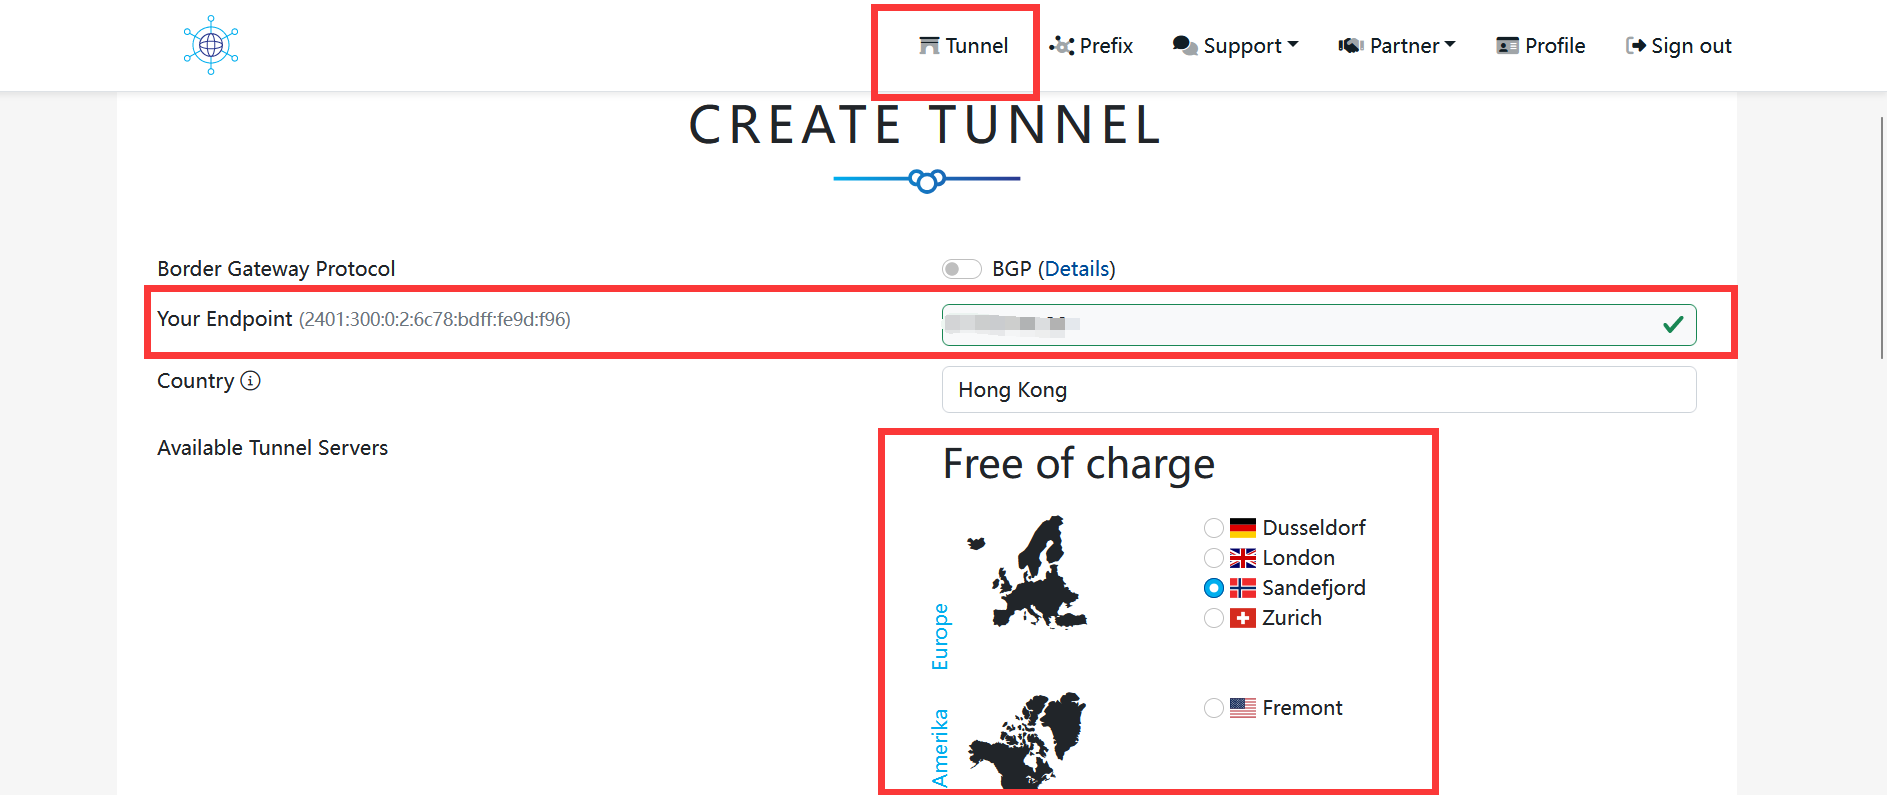 Tunnel Prefix Support Partner Profile Sign out
CREATE TUNNEL
Border Gateway Protocol
BGP (Details)
Your Endpoint (2401:300:0:2:6c78:bdff:fe9d:f96)
Country
Hong Kong
Available Tunnel Servers
Free of charge
Europe
Dusseldorf
London
Sandefjord
Zurich
Amerika
Fremont